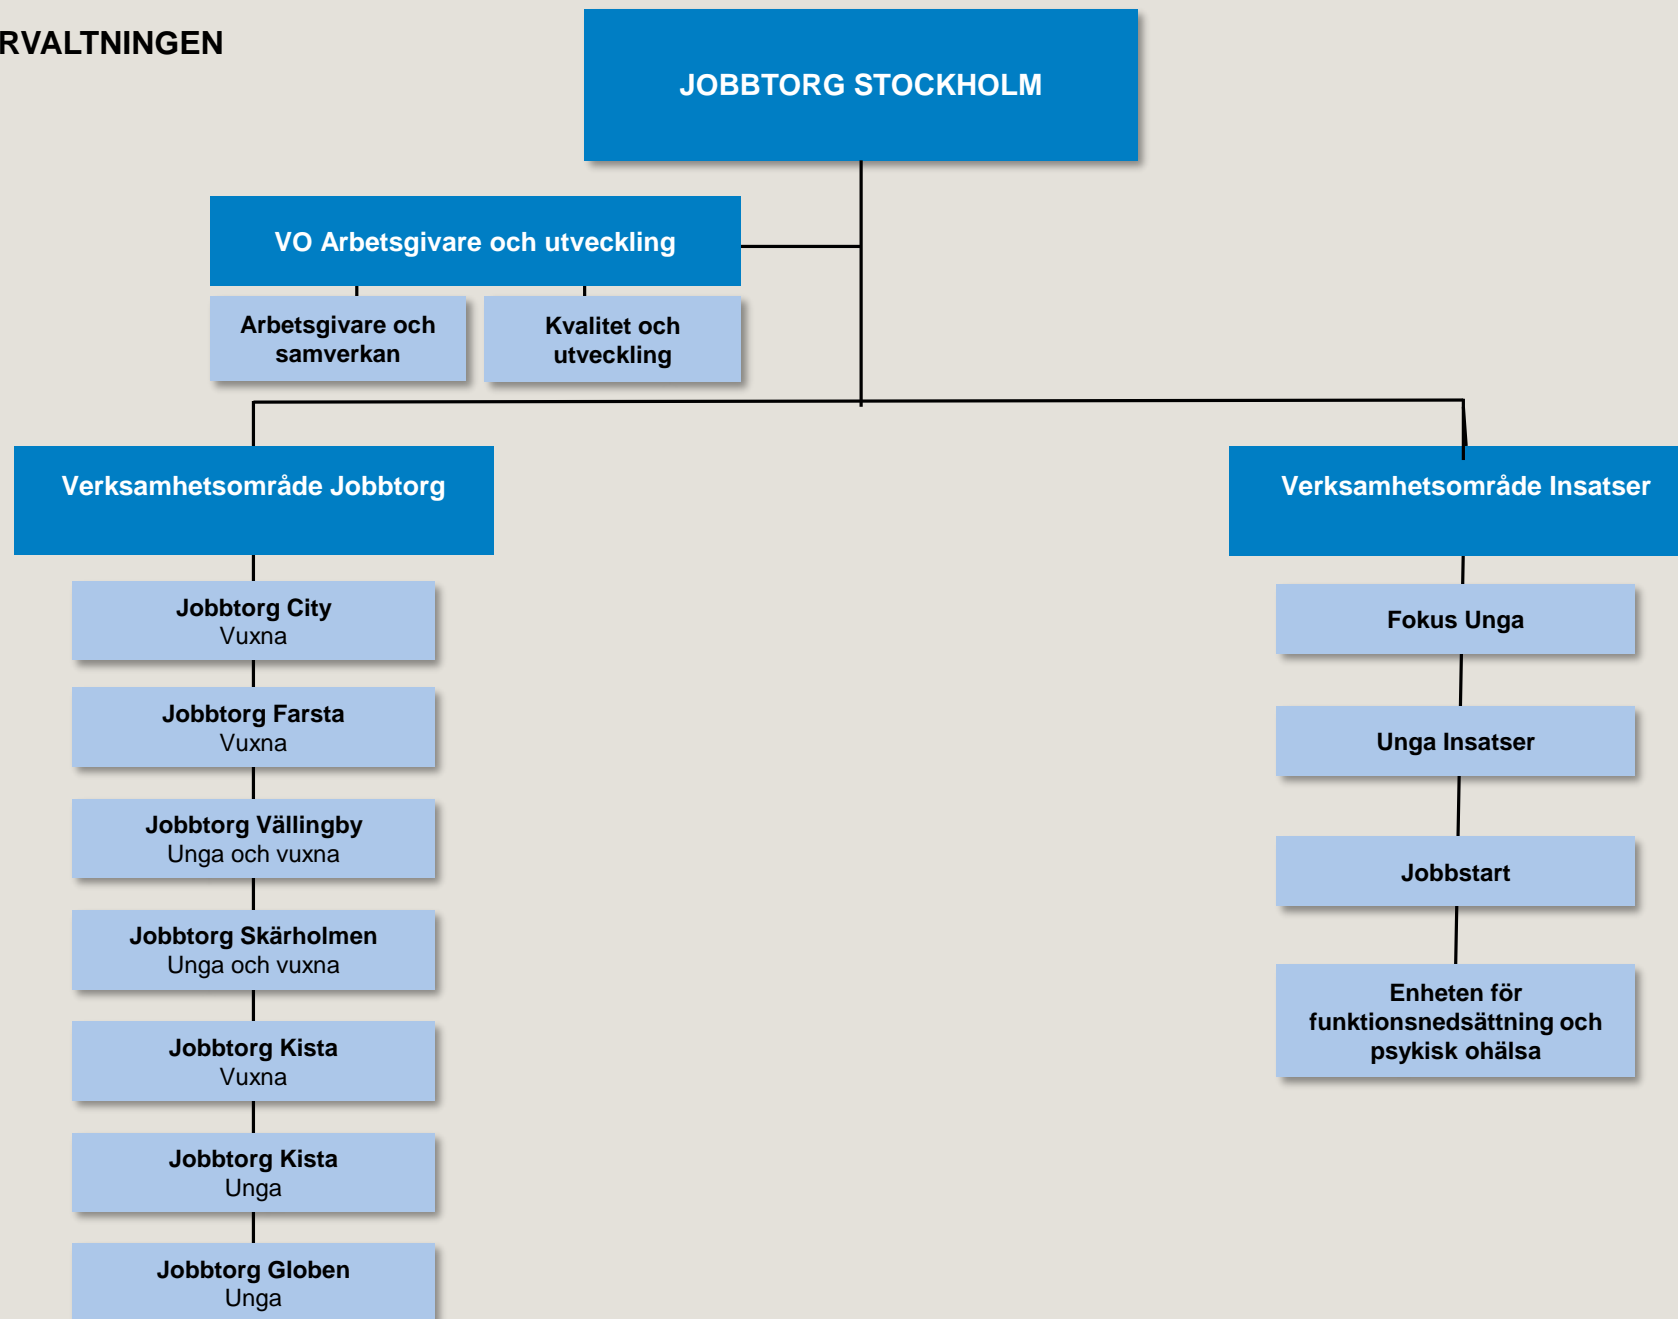 RVALTNINGEN
JOBBTORG STOCKHOLM
VO Arbetsgivare och utveckling
Arbetsgivare och
samverkan
Kvalitet och
utveckling
Verksamhetsområde Jobbtorg
Jobbtorg City
Vuxna
Jobbtorg Farsta
Vuxna
Jobbtorg Vällingby
Unga och vuxna
Jobbtorg Skärholmen
Unga och vuxna
Jobbtorg Kista
Vuxna
Jobbtorg Kista
Unga
Jobbtorg Globen
Unga
Verksamhetsområde Insatser
Fokus Unga
Unga Insatser
Jobbstart
Enheten för
funktionsnedsättning och
psykisk ohälsa